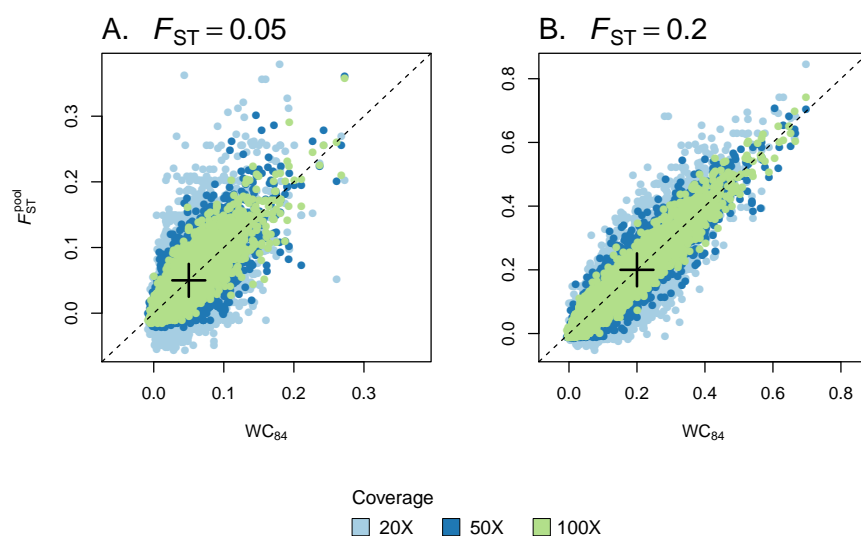 A. F_ST = 0.05
B. F_ST = 0.2
F_ST^pool
0.0 0.1 0.2 0.3
0.0 0.1 0.2 0.3
WC_84
0.0 0.2 0.4 0.6 0.8
0.0 0.2 0.4 0.6 0.8
WC_84
Coverage
20X 50X 100X